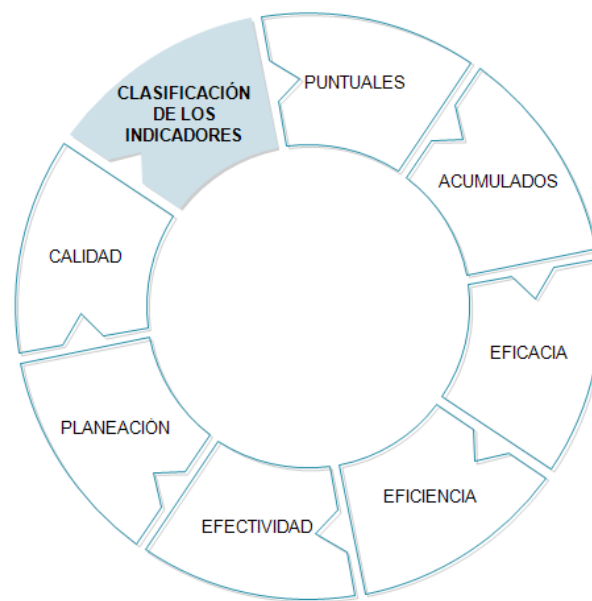 CLASIFICACIÓN
DE LOS
INDICADORES
PUNTUALES
ACUMULADOS
EFICACIA
EFICIENCIA
EFECTIVIDAD
PLANEACIÓN
CALIDAD